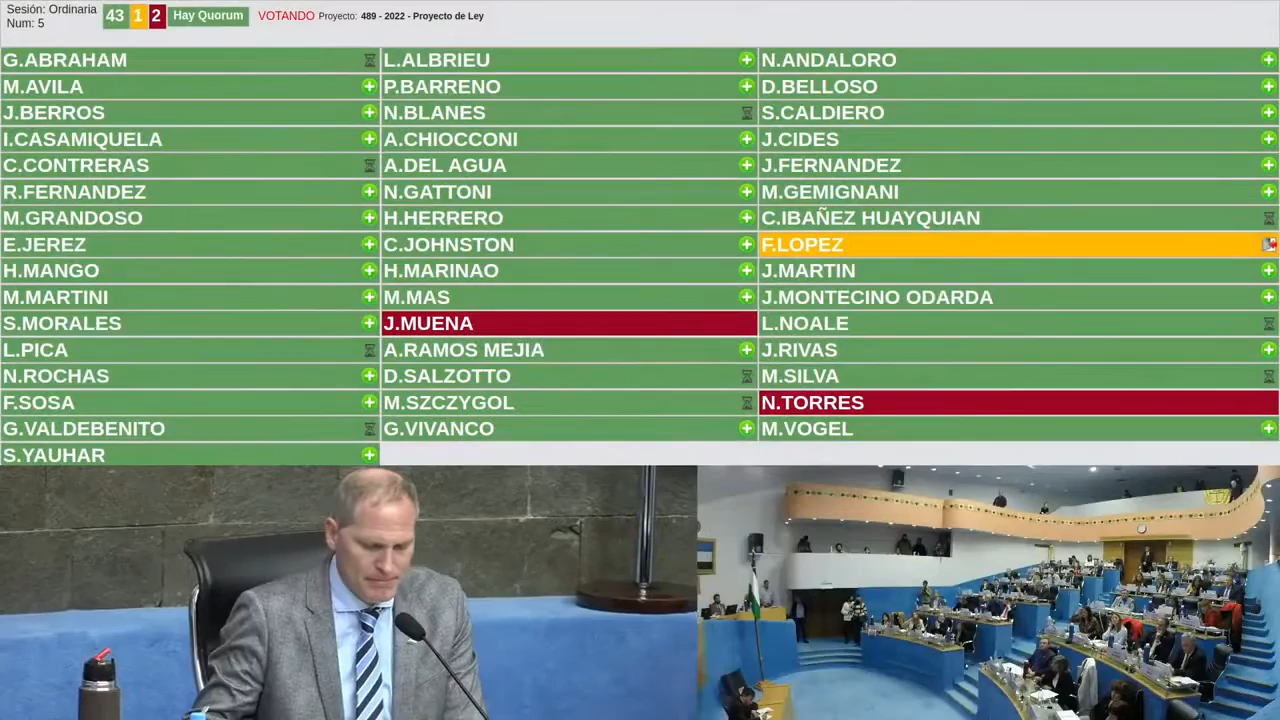 Sesión: Ordinaria
Num: 5
43 1 2 Hay Quorum VOTANDO Proyecto: 489 - 2022 - Proyecto de Ley
G.ABRAHAM L.ALBRIEU N.ANDALORO
M.AVILA P.BARRENO D.BELLOSO
J.BERROS N.BLANES S.CALDIERO
I.CASAMIQUELA A.CHIOCCONI J.CIDES
C.CONTRERAS A.DEL AGUA J.FERNANDEZ
R.FERNANDEZ N.GATTONI M.GEMIGNANI
M.GRANDOSO H.HERRERO C.IBAÑEZ HUAYQUIAN
E.JEREZ C.JOHNSTON F.LOPEZ
H.MANGO H.MARINAO J.MARTIN
M.MARTINI M.MAS J.MONTECINO ODARDA
S.MORALES J.MUENA L.NOALE
L.PICA A.RAMOS MEJIA J.RIVAS
N.ROCHAS D.SALZOTTO M.SILVA
F.SOSA M.SZCZYGOL N.TORRES
G.VALDEBENITO G.VIVANCO M.VOGEL
S.YAUHAR